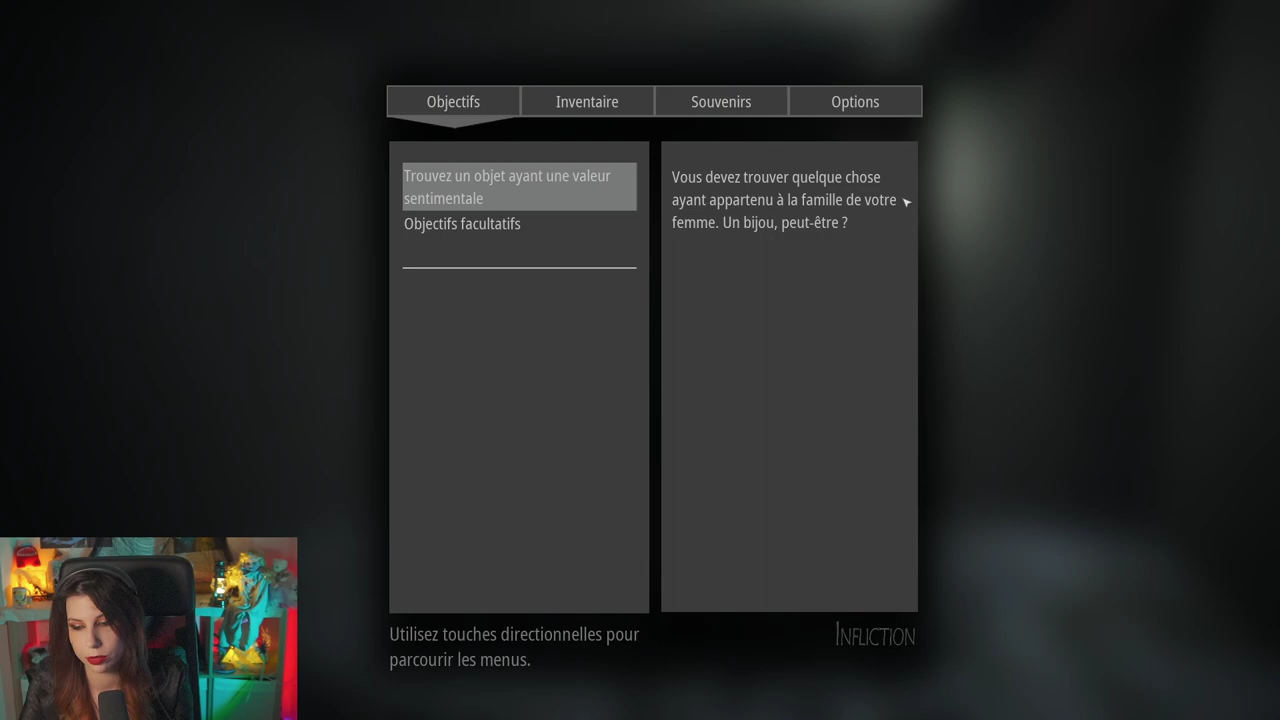 Objectifs
Inventaire
Souvenirs
Options
Trouvez un objet ayant une valeur
sentimentale
Objectifs facultatifs
Vous devez trouver quelque chose
ayant appartenu à la famille de votre
femme. Un bijou, peut-être ?
Utilisez touches directionnelles pour
parcourir les menus.
INFLICTION